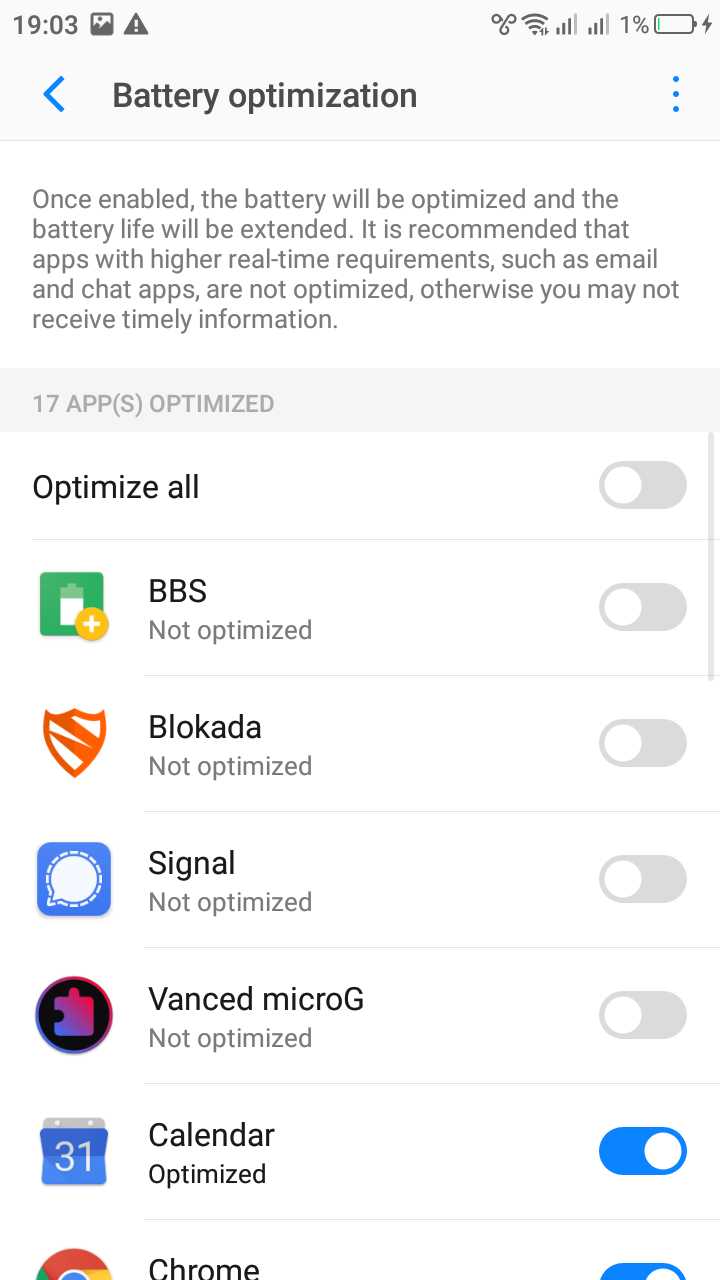 19:03 1%
Battery optimization
Once enabled, the battery will be optimized and the
battery life will be extended. It is recommended that
apps with higher real-time requirements, such as email
and chat apps, are not optimized, otherwise you may not
receive timely information.
17 APP(S) OPTIMIZED
Optimize all
BBS
Not optimized
Blokada
Not optimized
Signal
Not optimized
Vanced microG
Not optimized
31
Calendar
Optimized
Chrome